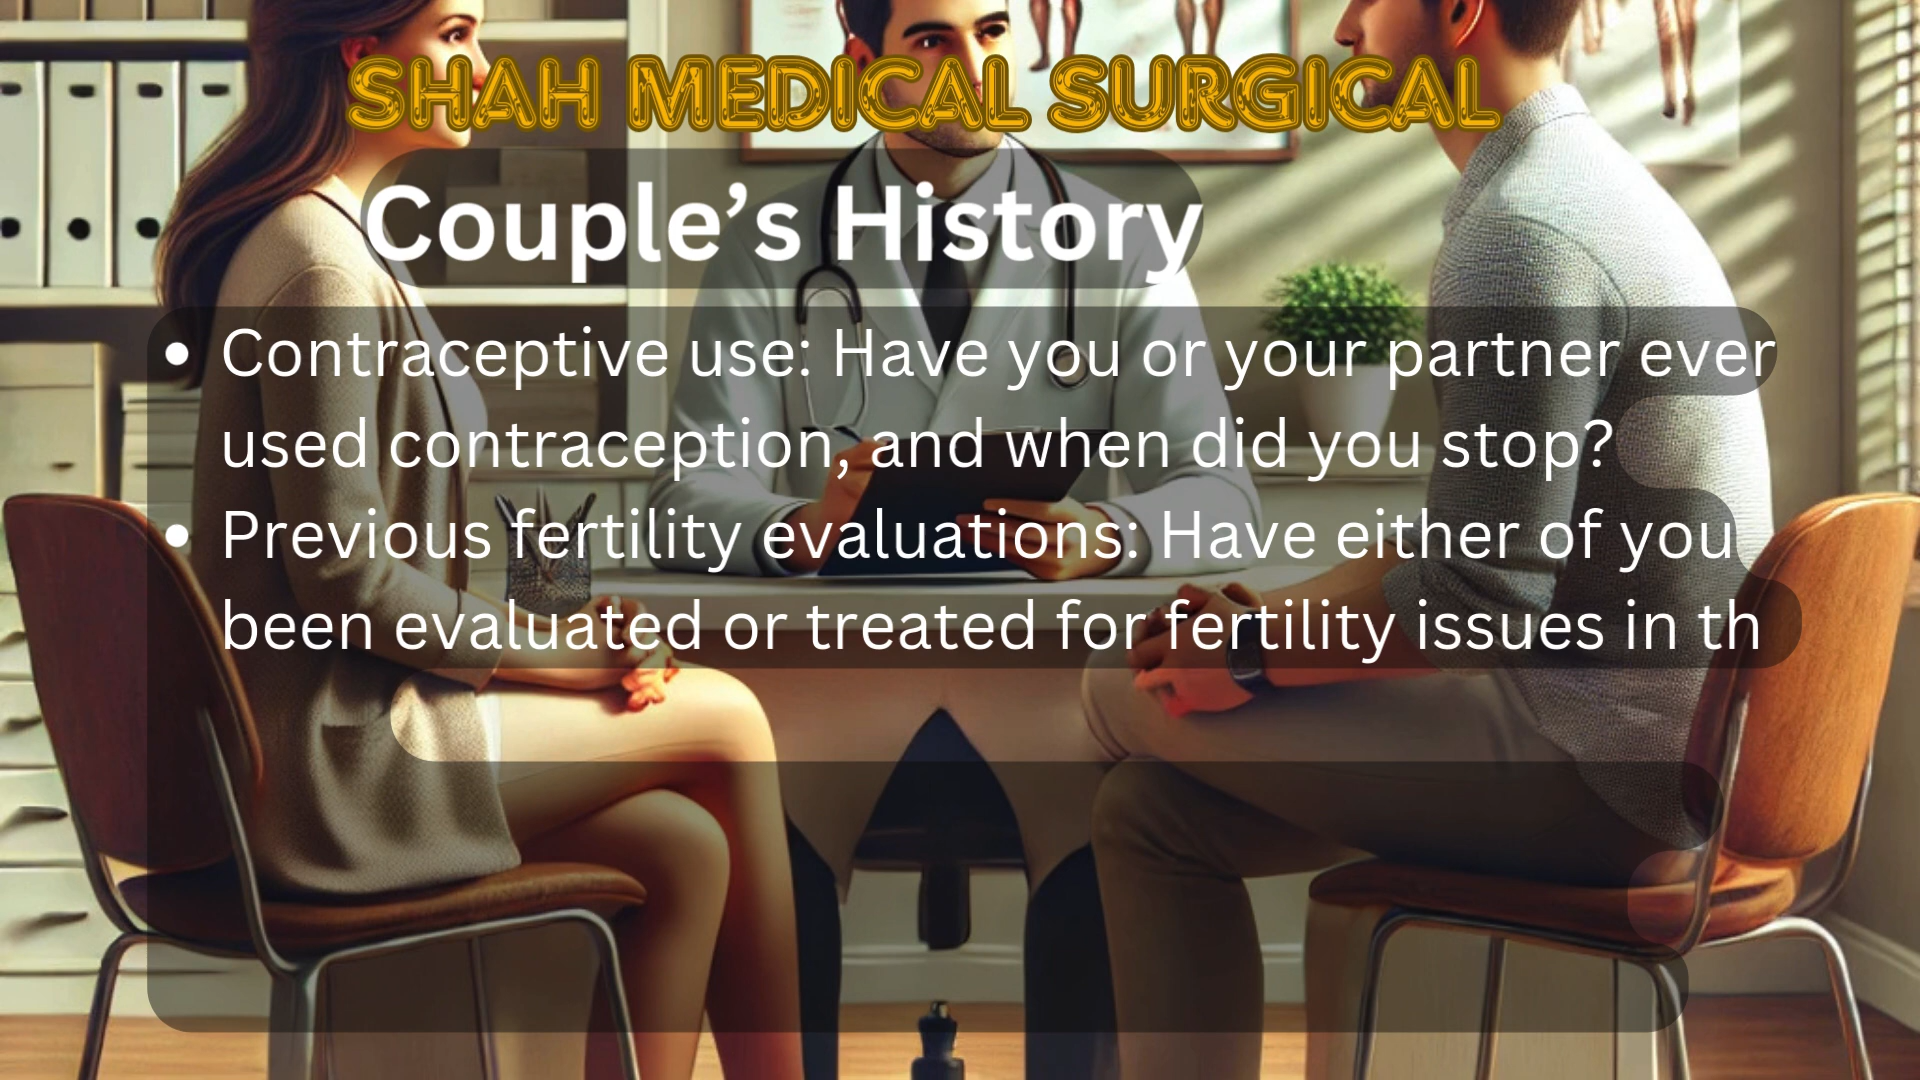 SHAH MEDICAL SURGICAL
Couple’s History
• Contraceptive use: Have you or your partner ever
used contraception, and when did you stop?
• Previous fertility evaluations: Have either of you
been evaluated or treated for fertility issues in th